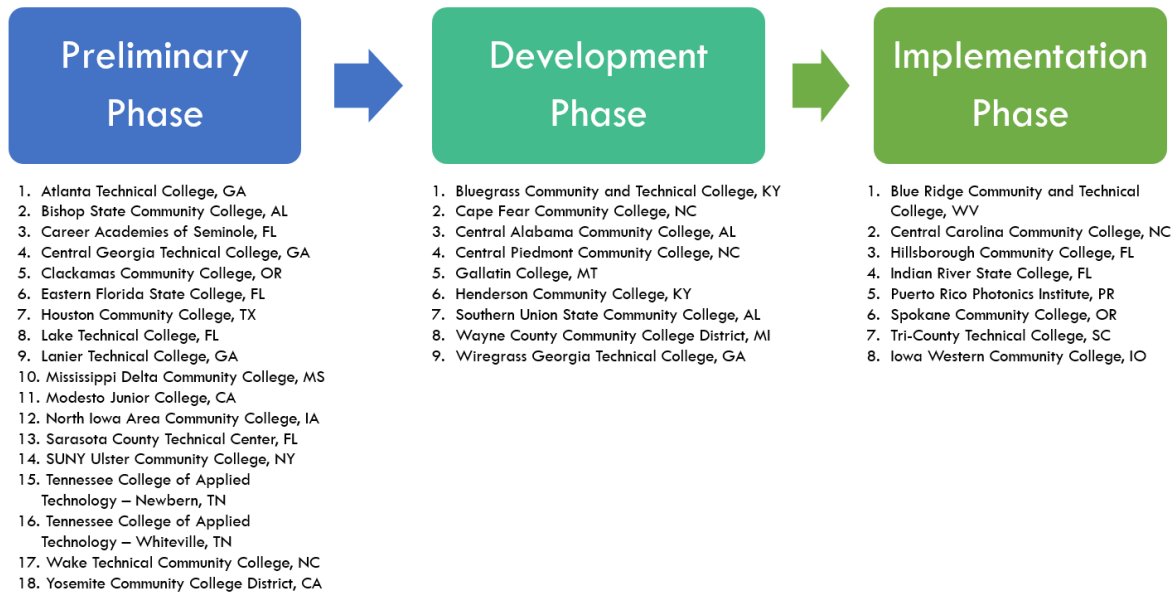 Preliminary
Phase
Development
Phase
Implementation
Phase
1. Atlanta Technical College, GA
2. Bishop State Community College, AL
3. Career Academies of Seminole, FL
4. Central Georgia Technical College, GA
5. Clackamas Community College, OR
6. Eastern Florida State College, FL
7. Houston Community College, TX
8. Lake Technical College, FL
9. Lanier Technical College, GA
10. Mississippi Delta Community College, MS
11. Modesto Junior College, CA
12. North Iowa Area Community College, IA
13. Sarasota County Technical Center, FL
14. SUNY Ulster Community College, NY
15. Tennessee College of Applied
Technology – Newbern, TN
16. Tennessee College of Applied
Technology – Whiteville, TN
17. Wake Technical Community College, NC
18. Yosemite Community College District, CA
1. Bluegrass Community and Technical College, KY
2. Cape Fear Community College, NC
3. Central Alabama Community College, AL
4. Central Piedmont Community College, NC
5. Gallatin College, MT
6. Henderson Community College, KY
7. Southern Union State Community College, AL
8. Wayne County Community College District, MI
9. Wiregrass Georgia Technical College, GA
1. Blue Ridge Community and Technical
College, WV
2. Central Carolina Community College, NC
3. Hillsborough Community College, FL
4. Indian River State College, FL
5. Puerto Rico Photonics Institute, PR
6. Spokane Community College, OR
7. Tri-County Technical College, SC
8. Iowa Western Community College, IO